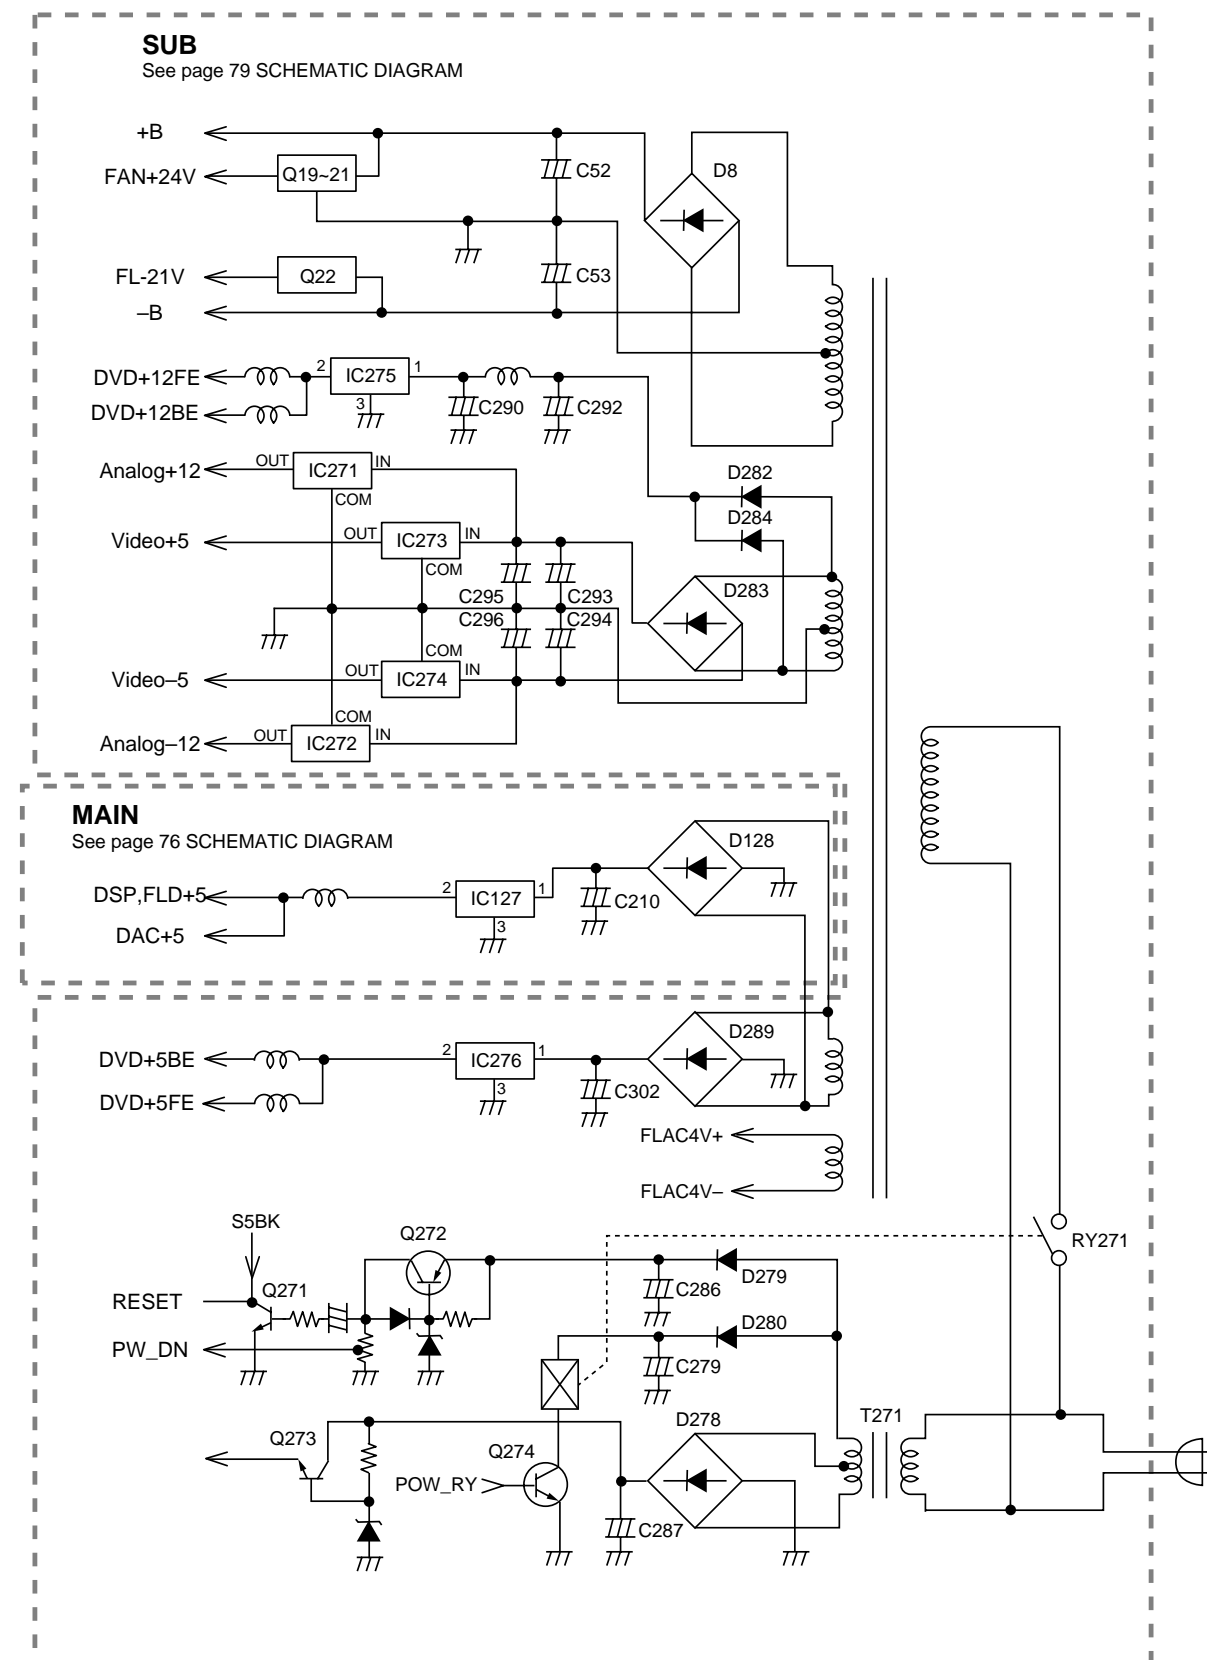 SUB
See page 79 SCHEMATIC DIAGRAM
+B
C52
D8
FAN+24V
Q19~21
FL-21V
Q22
C53
–B
DVD+12FE
2
IC275
1
3
C290
C292
DVD+12BE
Analog+12
OUT
IC271
IN
COM
D282
D284
Video+5
OUT
IC273
IN
COM
C295
C293
D283
C296
C294
COM
Video–5
OUT
IC274
IN
COM
Analog–12
OUT
IC272
IN
MAIN
See page 76 SCHEMATIC DIAGRAM
D128
DSP,FLD+5
2
IC127
1
3
C210
DAC+5
D289
DVD+5BE
2
IC276
1
3
C302
DVD+5FE
FLAC4V+
FLAC4V–
S5BK
Q272
RY271
Q271
D279
C286
RESET
D280
PW_DN
C279
D278
T271
Q273
Q274
POW_RY
C287